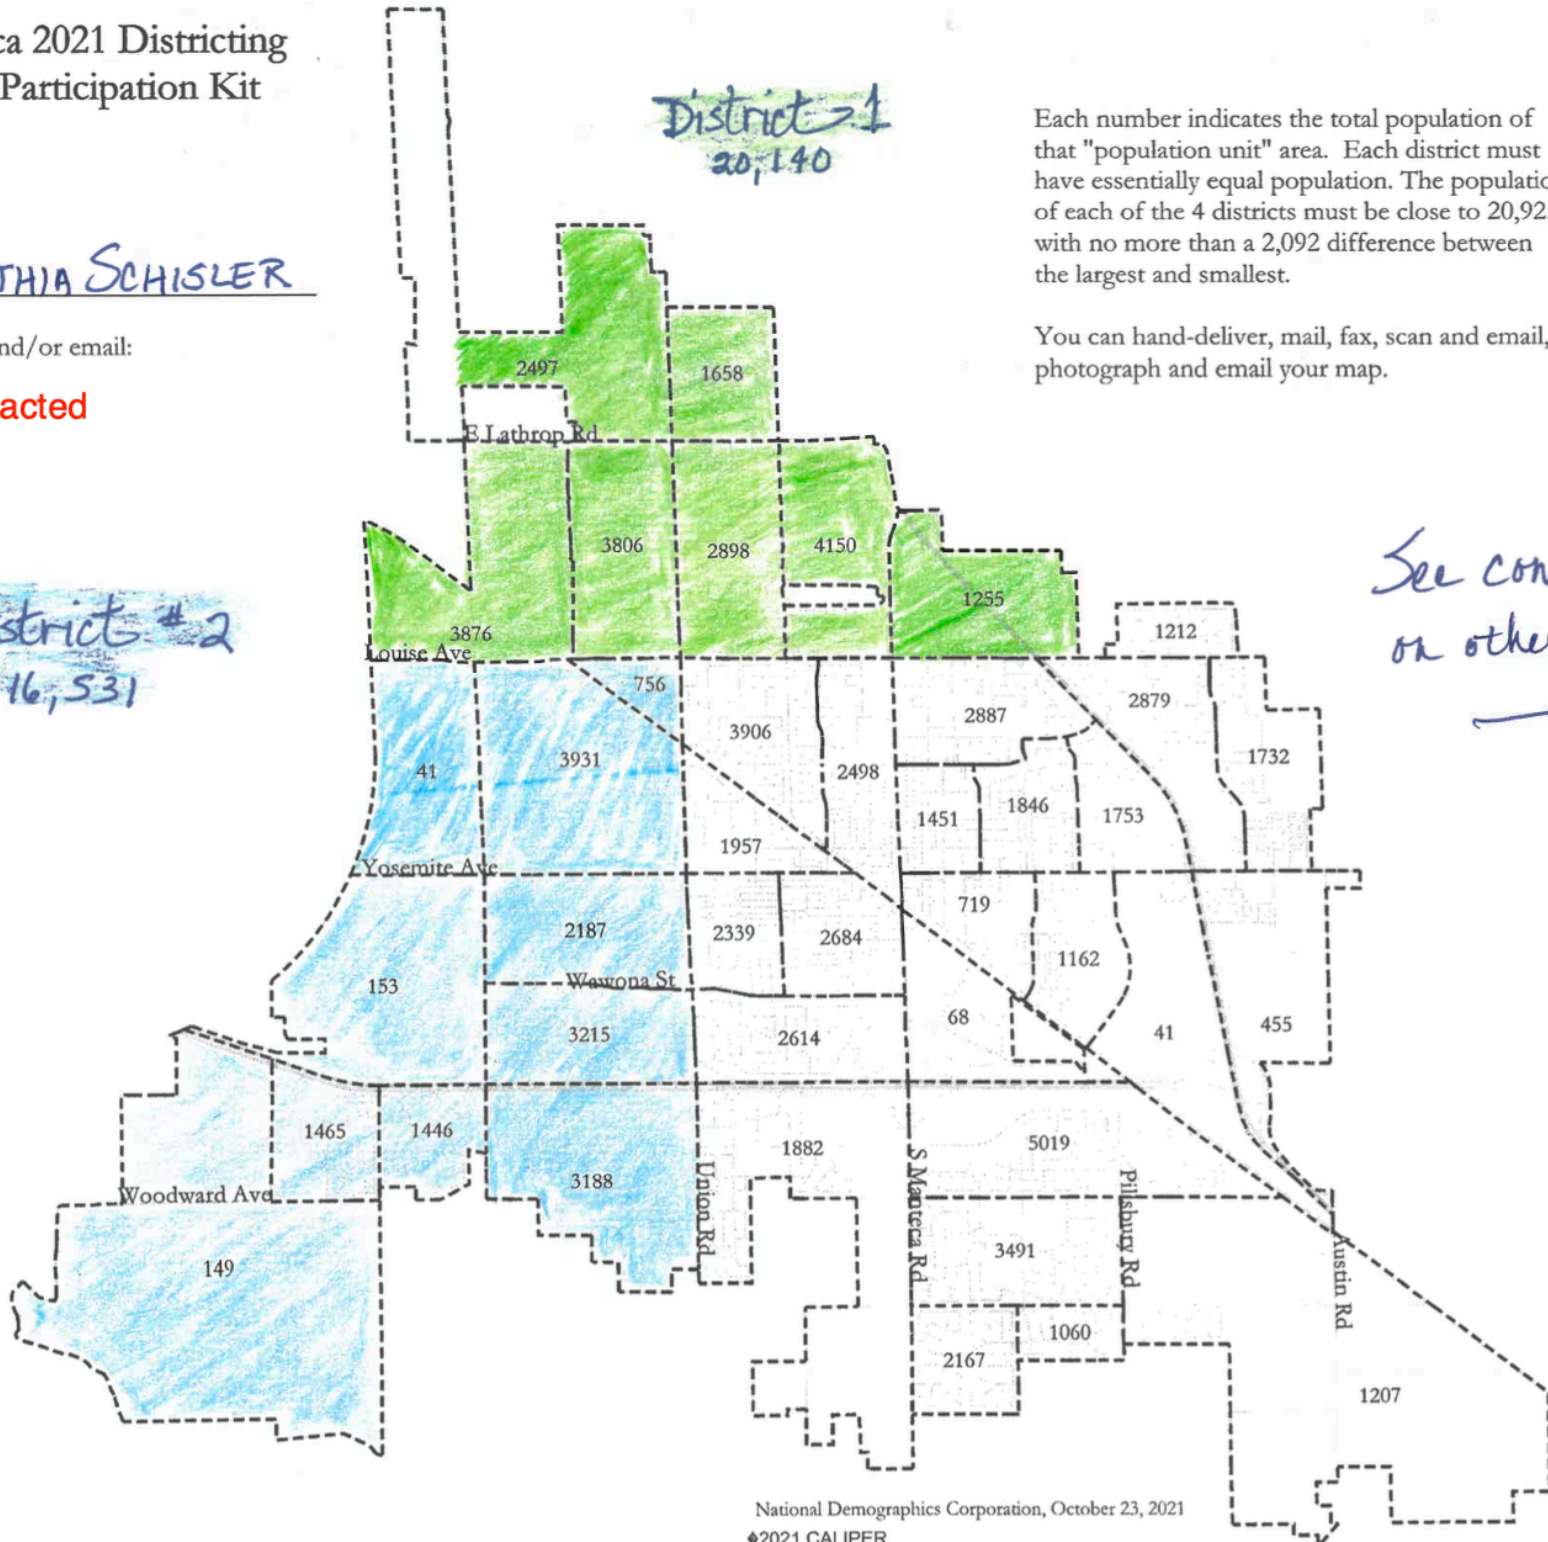 ca 2021 Districting
Participation Kit
District 1
20,140
Each number indicates the total population of
that "population unit" area. Each district must
have essentially equal population. The populatio
of each of the 4 districts must be close to 20,92
with no more than a 2,092 difference between
the largest and smallest.
You can hand-deliver, mail, fax, scan and email,
photograph and email your map.
THIA SCHISLER
nd/or email:
acted
2497
1658
E Lathrop Rd
3806
2898
4150
1255
3876
Louise Ave
See con
on othe
strict #2
16,531
1212
756
3906
2887
2879
41
3931
2498
1732
1451
1846
1753
1957
Yosemite Ave
719
2187
2339
2684
1162
153
Wawona St
3215
2614
68
41
455
1465
1446
1882
5019
Woodward Ave
3188
Union Rd
S Manteca Rd
Pillsbury Rd
149
3491
Austin Rd
1060
2167
1207
National Demographics Corporation, October 23, 2021
2021 CALIPER